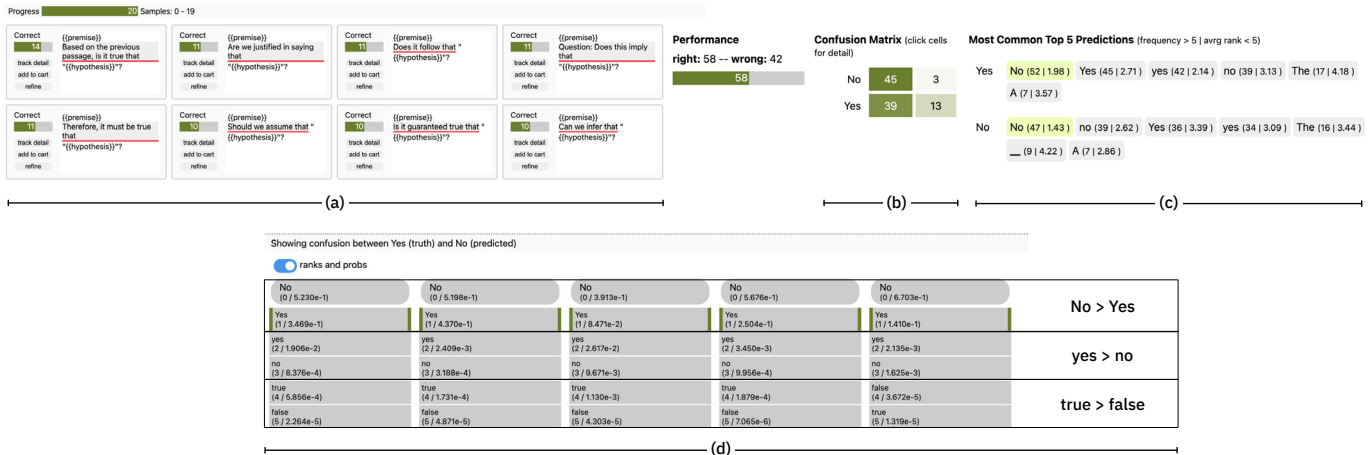 Progress 20 Samples: 0 - 19
Correct
14
track detail
add to cart
refine
{{premise}}
Based on the previous
passage, is it true that
"{{hypothesis}}"?
Correct
11
track detail
add to cart
refine
{{premise}}
Are we justified in saying
that
"{{hypothesis}}"?
Correct
11
track detail
add to cart
refine
{{premise}}
Does it follow that "
{{hypothesis}}"?
Correct
11
track detail
add to cart
refine
{{premise}}
Question: Does this imply
that
"{{hypothesis}}"?
Correct
11
track detail
add to cart
refine
{{premise}}
Therefore, it must be true
that
"{{hypothesis}}"?
Correct
10
track detail
add to cart
refine
{{premise}}
Should we assume that "
{{hypothesis}}"?
Correct
10
track detail
add to cart
refine
{{premise}}
Is it guaranteed true that "
{{hypothesis}}"?
Correct
10
track detail
add to cart
refine
{{premise}}
Can we infer that "
{{hypothesis}}"?
(a)
Performance
right: 58 -- wrong: 42
58
Confusion Matrix (click cells
for detail)
No 45 3
Yes 39 13
(b)
Most Common Top 5 Predictions (frequency > 5 | avrg rank < 5)
Yes No (52 | 1.98 ) Yes (45 | 2.71 ) yes (42 | 2.14 ) no (39 | 3.13 ) The (17 | 4.18 )
A (7 | 3.57 )
No No (47 | 1.43 ) no (39 | 2.62 ) Yes (36 | 3.39 ) yes (34 | 3.09 ) The (16 | 3.44 )
__ (9 | 4.22 ) A (7 | 2.86 )
(c)
Showing confusion between Yes (truth) and No (predicted)
ranks and probs
No No No No No
(0 / 5.230e-1) (0 / 5.198e-1) (0 / 3.913e-1) (0 / 5.676e-1) (0 / 6.703e-1)
Yes Yes Yes Yes Yes
(1 / 3.469e-1) (1 / 4.370e-1) (1 / 8.471e-2) (1 / 2.504e-1) (1 / 1.410e-1)
No > Yes
yes yes yes yes yes
(2 / 1.906e-2) (2 / 2.409e-3) (2 / 2.617e-2) (2 / 3.450e-3) (2 / 2.135e-3)
no no no no no
(3 / 8.376e-4) (3 / 3.188e-4) (3 / 9.671e-3) (3 / 9.956e-4) (3 / 1.625e-3)
yes > no
true true true true false
(4 / 5.856e-4) (4 / 1.731e-4) (4 / 1.130e-3) (4 / 1.879e-4) (4 / 3.672e-5)
false false false false true
(5 / 2.264e-5) (5 / 4.871e-5) (5 / 4.303e-5) (5 / 7.065e-6) (5 / 1.319e-5)
true > false
(d)